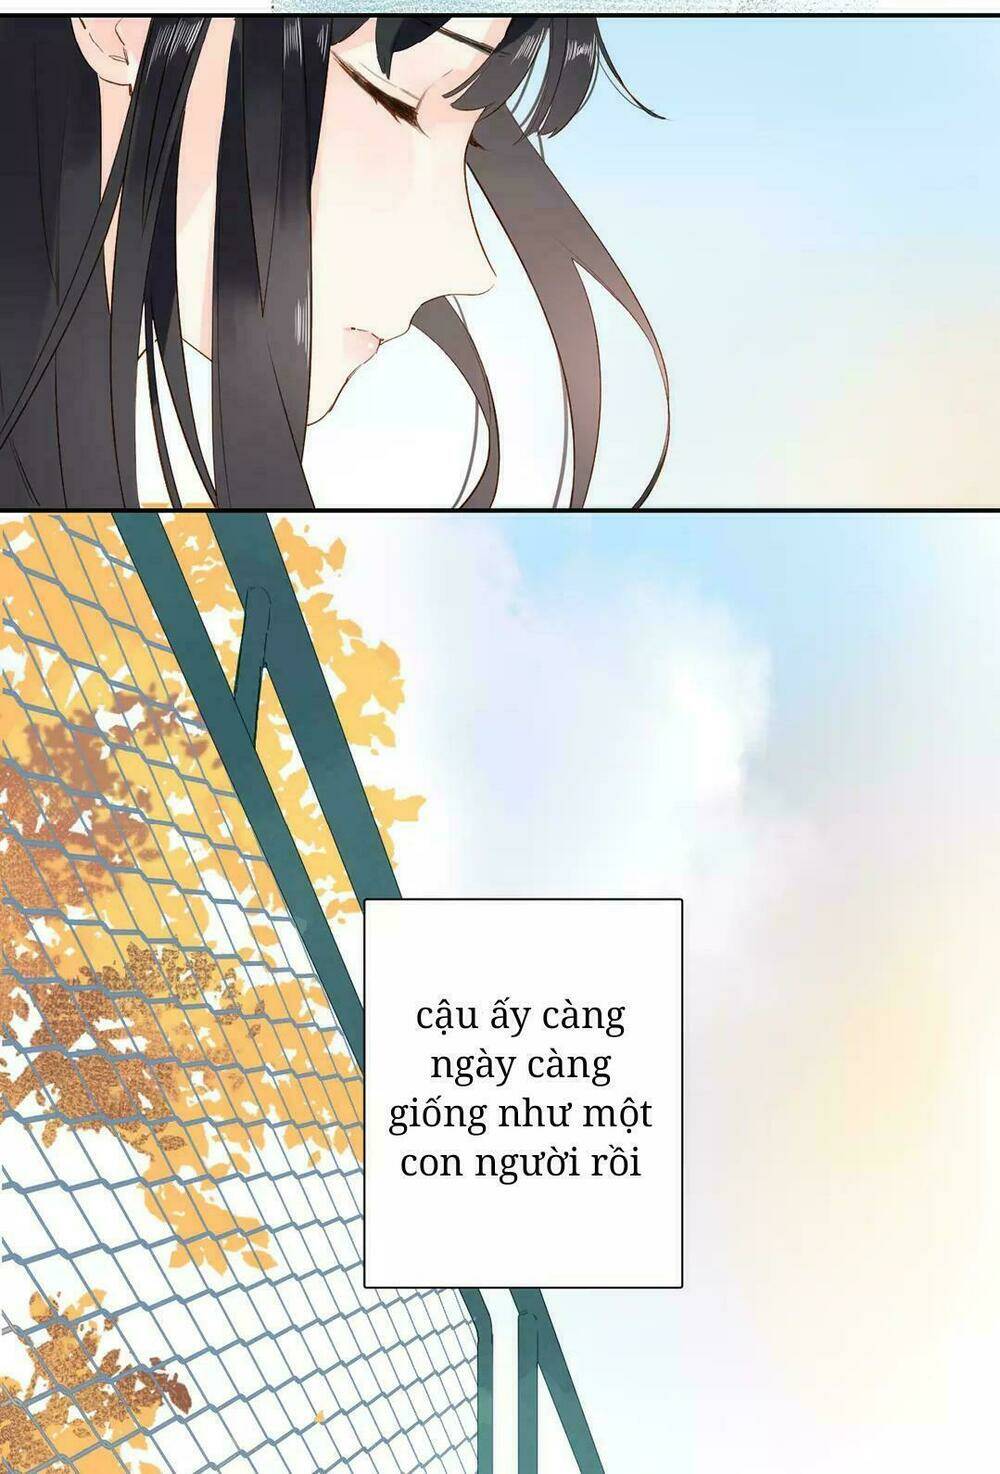 cậu ấy càng
ngày càng
giống như một
con người rồi